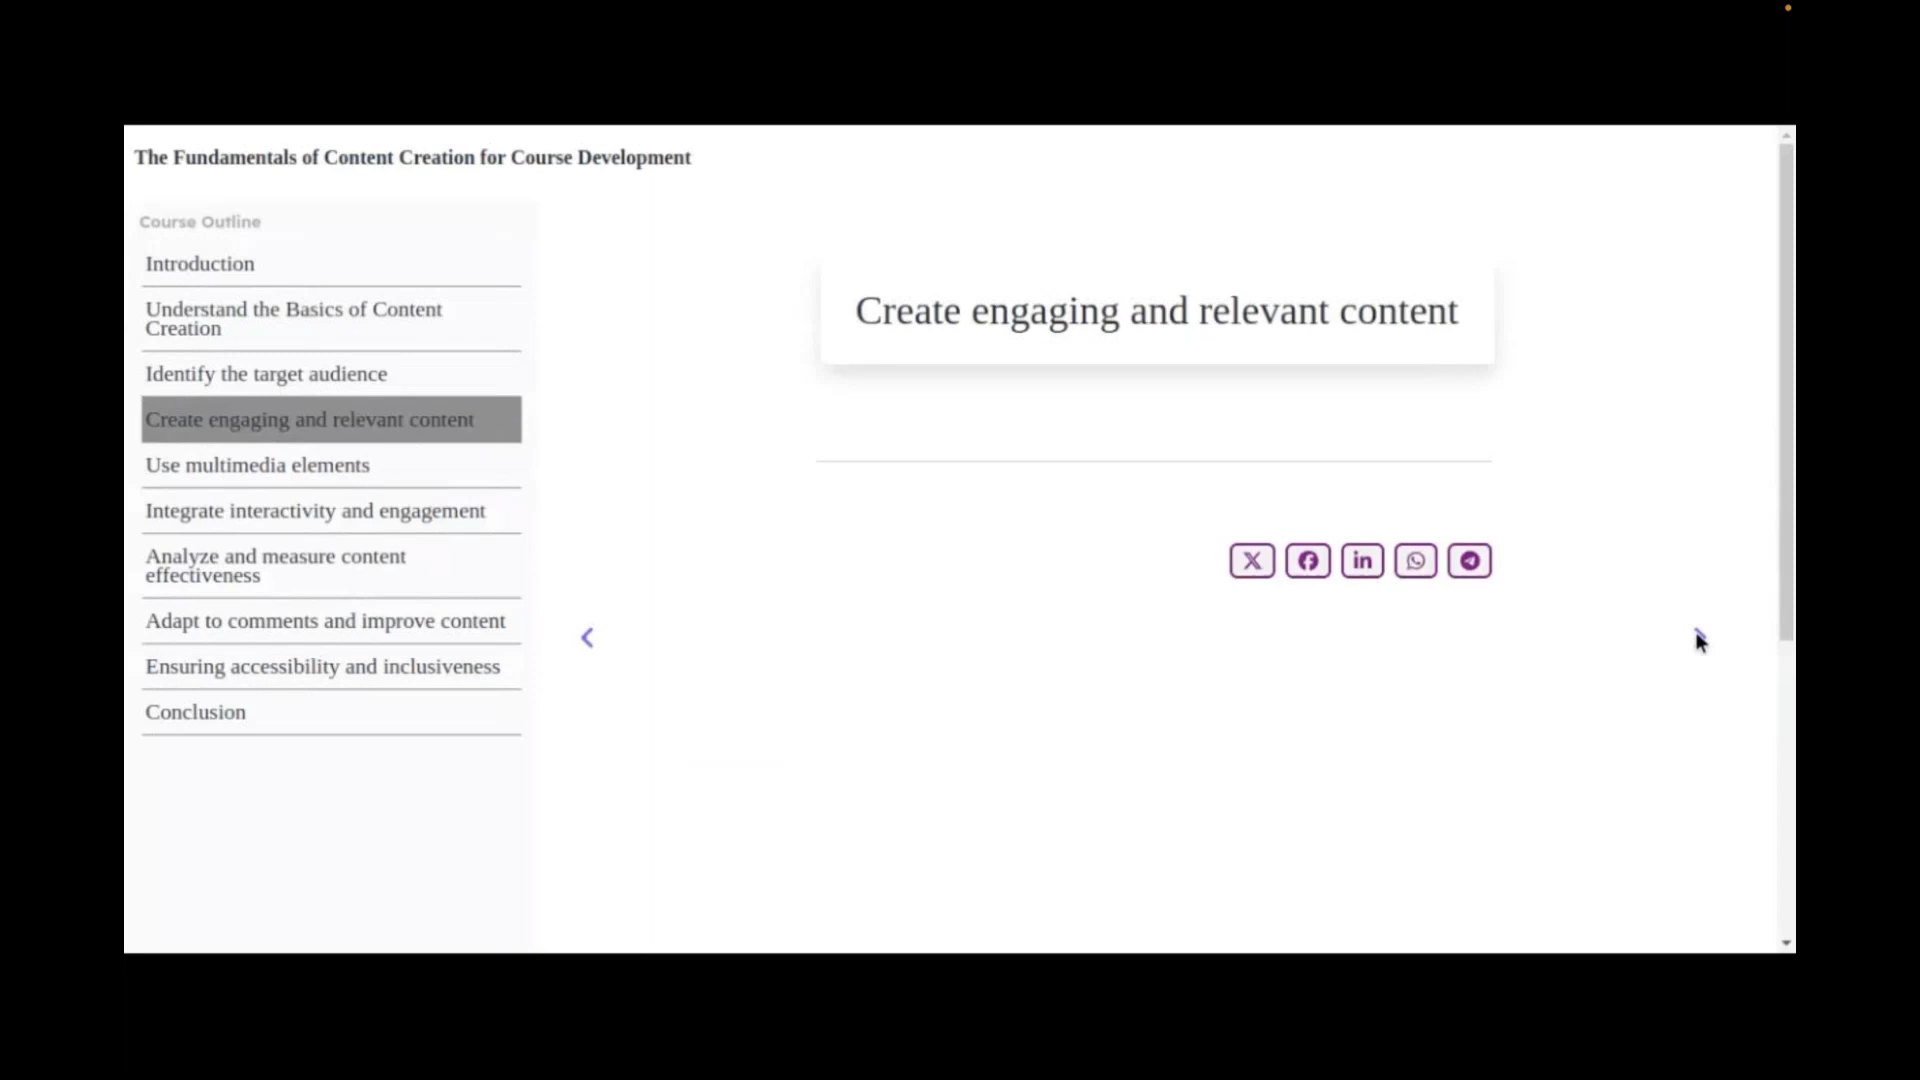 The Fundamentals of Content Creation for Course Development
Course Outline
Introduction
Understand the Basics of Content
Creation
Identify the target audience
Create engaging and relevant content
Use multimedia elements
Integrate interactivity and engagement
Analyze and measure content
effectiveness
Adapt to comments and improve content
Ensuring accessibility and inclusiveness
Conclusion
Create engaging and relevant content